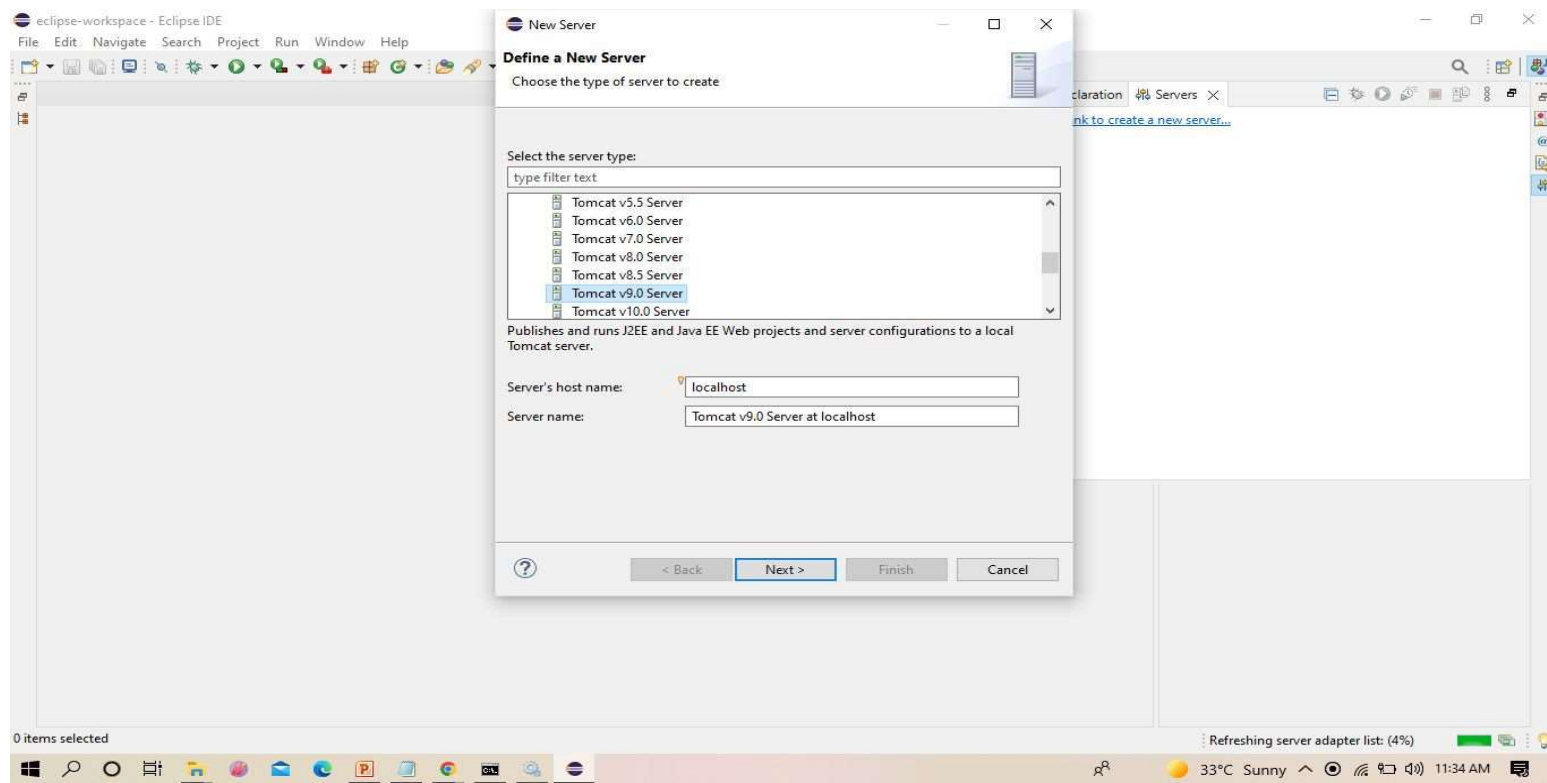 eclipse-workspace - Eclipse IDE
File Edit Navigate Search Project Run Window Help
New Server
Define a New Server
Choose the type of server to create
claration Servers
nk to create a new server...
Select the server type:
type filter text
Tomcat v5.5 Server
Tomcat v6.0 Server
Tomcat v7.0 Server
Tomcat v8.0 Server
Tomcat v8.5 Server
Tomcat v9.0 Server
Tomcat v10.0 Server
Publishes and runs J2EE and Java EE Web projects and server configurations to a local
Tomcat server.
Server's host name: localhost
Server name: Tomcat v9.0 Server at localhost
< Back Next > Finish Cancel
0 items selected
Refreshing server adapter list: (4%)
33°C Sunny 11:34 AM